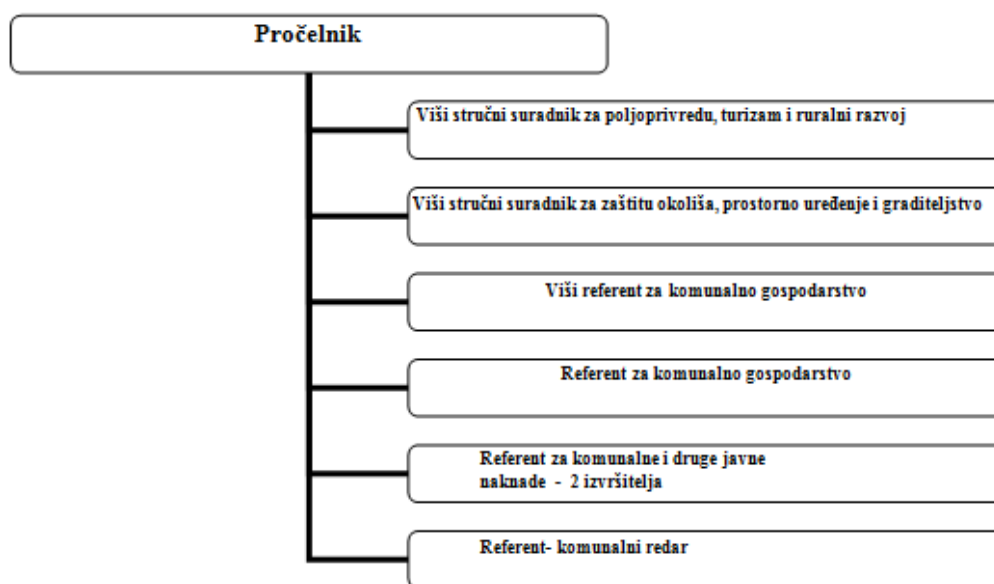 Pročelnik
Viši stručni suradnik za poljoprivredu, turizam i ruralni razvoj
Viši stručni suradnik za zaštitu okoliša, prostorno uređenje i graditeljstvo
Viši referent za komunalno gospodarstvo
Referent za komunalno gospodarstvo
Referent za komunalne i druge javne
naknade - 2 izvršitelja
Referent- komunalni redar